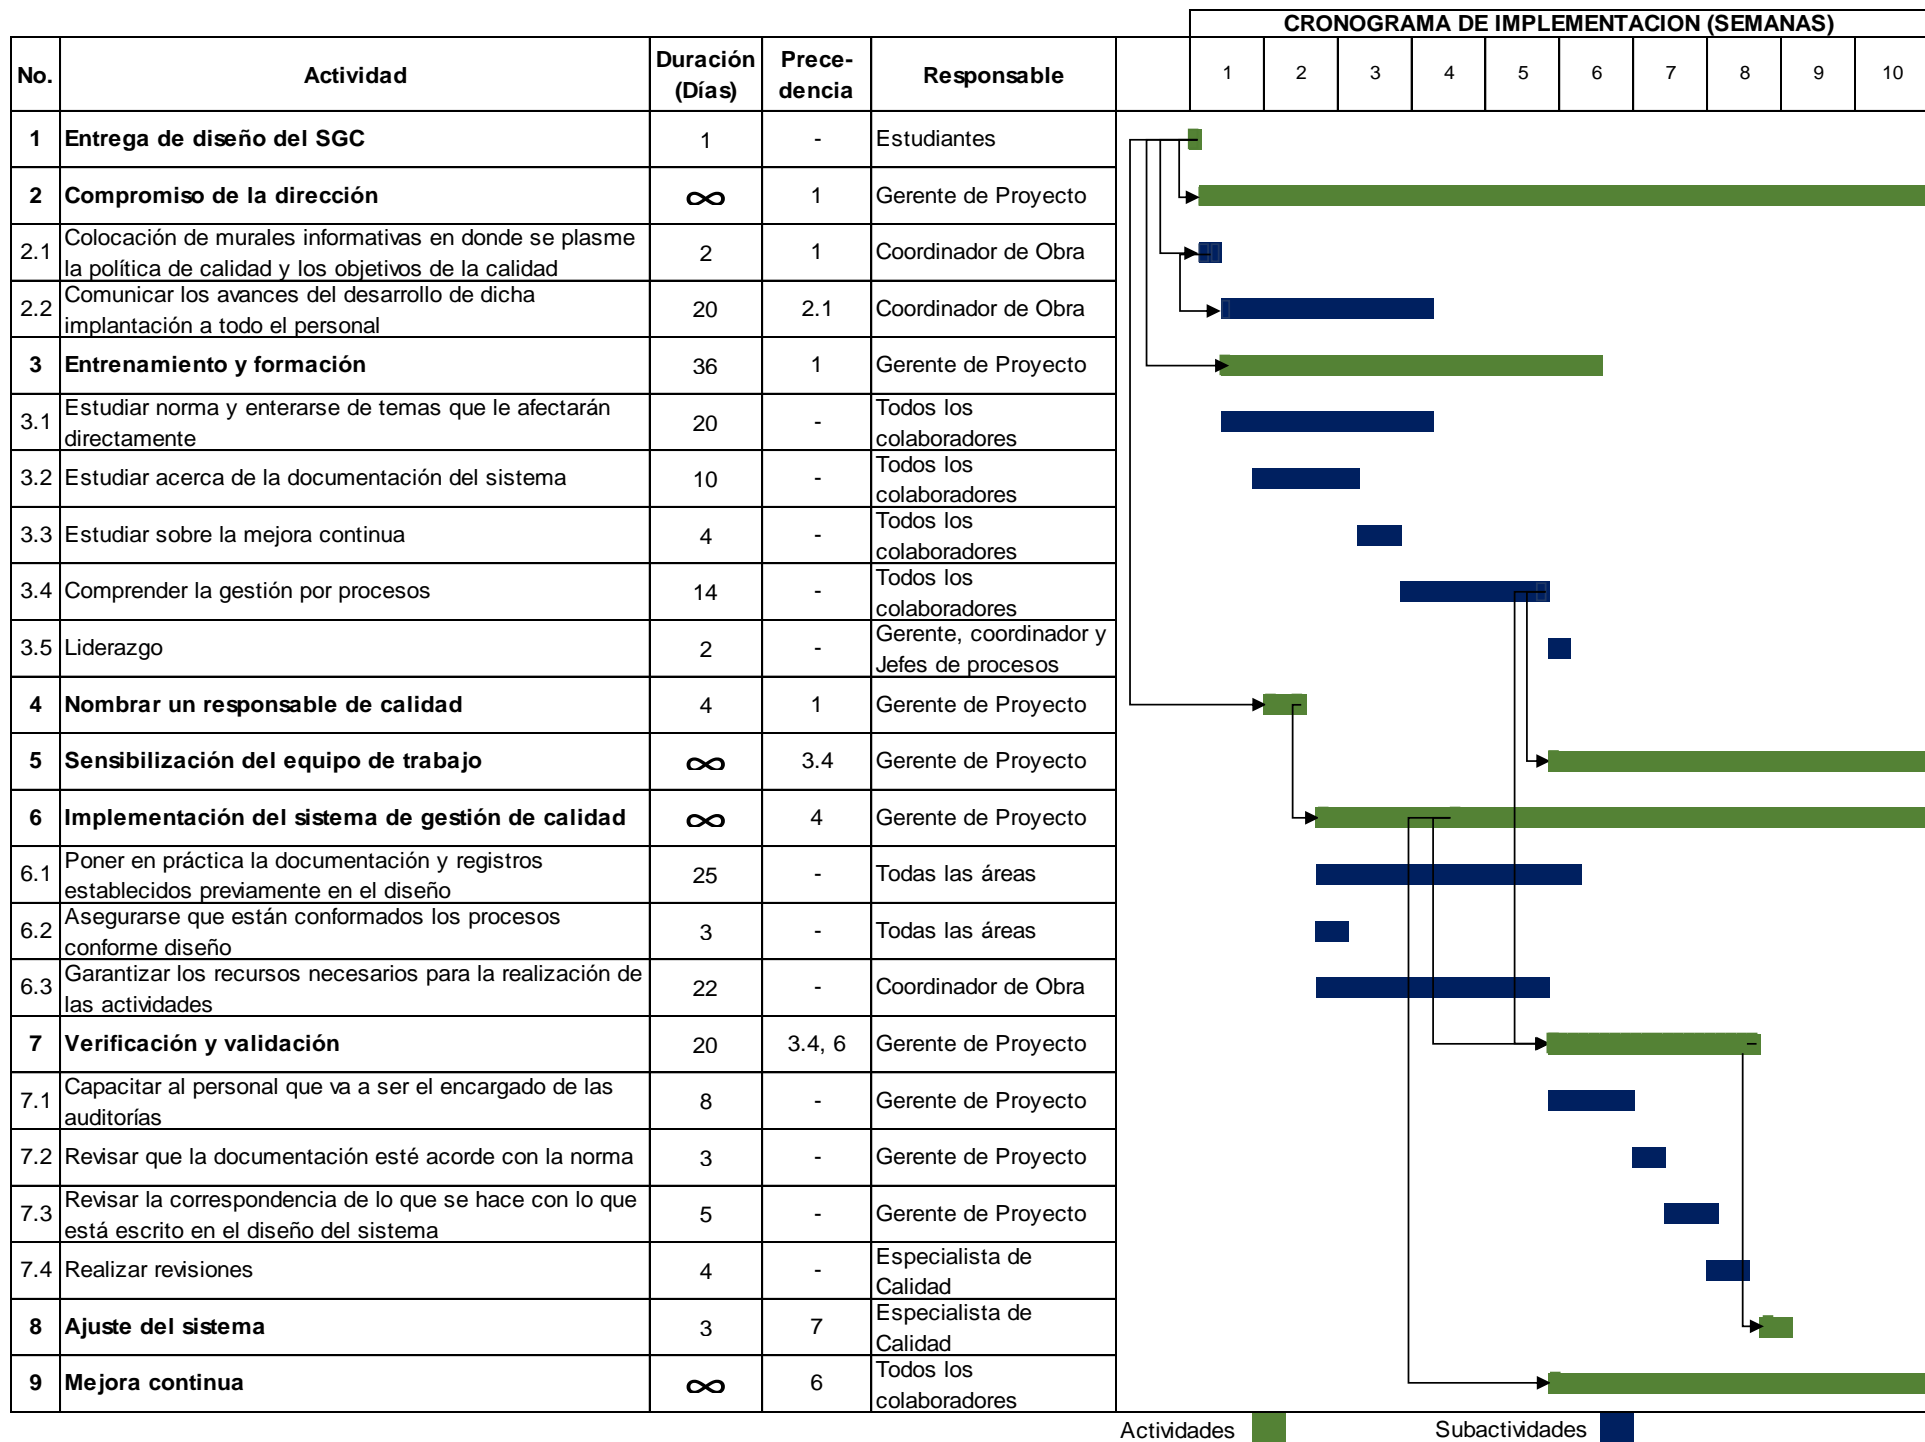 CRONOGRAMA DE IMPLEMENTACION (SEMANAS)
No. Actividad Duración (Días) Prece-dencia Responsable 1 2 3 4 5 6 7 8 9 10
1 Entrega de diseño del SGC 1 - Estudiantes
2 Compromiso de la dirección ∞ 1 Gerente de Proyecto
2.1 Colocación de murales informativas en donde se plasme
la política de calidad y los objetivos de la calidad 2 1 Coordinador de Obra
2.2 Comunicar los avances del desarrollo de dicha
implantación a todo el personal 20 2.1 Coordinador de Obra
3 Entrenamiento y formación 36 1 Gerente de Proyecto
3.1 Estudiar norma y enterarse de temas que le afectarán
directamente 20 - Todos los
colaboradores
3.2 Estudiar acerca de la documentación del sistema 10 - Todos los
colaboradores
3.3 Estudiar sobre la mejora continua 4 - Todos los
colaboradores
3.4 Comprender la gestión por procesos 14 - Todos los
colaboradores
3.5 Liderazgo 2 - Gerente, coordinador y
Jefes de procesos
4 Nombrar un responsable de calidad 4 1 Gerente de Proyecto
5 Sensibilización del equipo de trabajo ∞ 3.4 Gerente de Proyecto
6 Implementación del sistema de gestión de calidad ∞ 4 Gerente de Proyecto
6.1 Poner en práctica la documentación y registros
establecidos previamente en el diseño 25 - Todas las áreas
6.2 Asegurarse que están conformados los procesos
conforme diseño 3 - Todas las áreas
6.3 Garantizar los recursos necesarios para la realización de
las actividades 22 - Coordinador de Obra
7 Verificación y validación 20 3.4, 6 Gerente de Proyecto
7.1 Capacitar al personal que va a ser el encargado de las
auditorías 8 - Gerente de Proyecto
7.2 Revisar que la documentación esté acorde con la norma 3 - Gerente de Proyecto
7.3 Revisar la correspondencia de lo que se hace con lo que
está escrito en el diseño del sistema 5 - Gerente de Proyecto
7.4 Realizar revisiones 4 - Especialista de
Calidad
8 Ajuste del sistema 3 7 Especialista de
Calidad
9 Mejora continua ∞ 6 Todos los
colaboradores
Actividades Subactividades